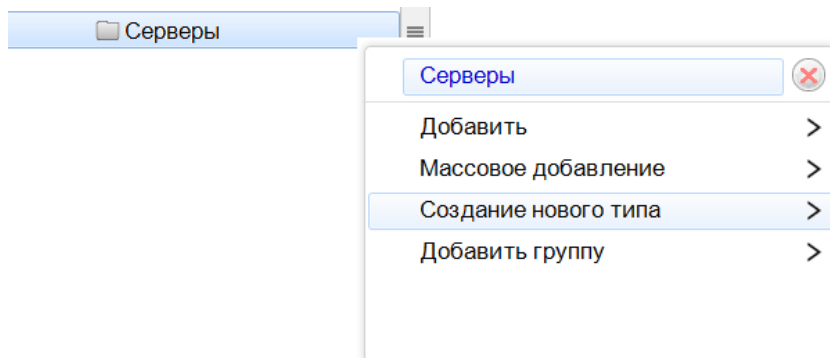 Серверы
Серверы
Добавить
Массовое добавление
Создание нового типа
Добавить группу